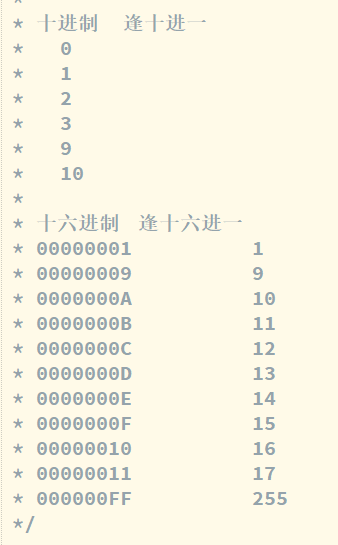 *
* 十进制 逢十进一
* 0
* 1
* 2
* 3
* 9
* 10
*
* 十六进制 逢十六进一
* 00000001 1
* 00000009 9
* 0000000A 10
* 0000000B 11
* 0000000C 12
* 0000000D 13
* 0000000E 14
* 0000000F 15
* 00000010 16
* 00000011 17
* 000000FF 255
*/